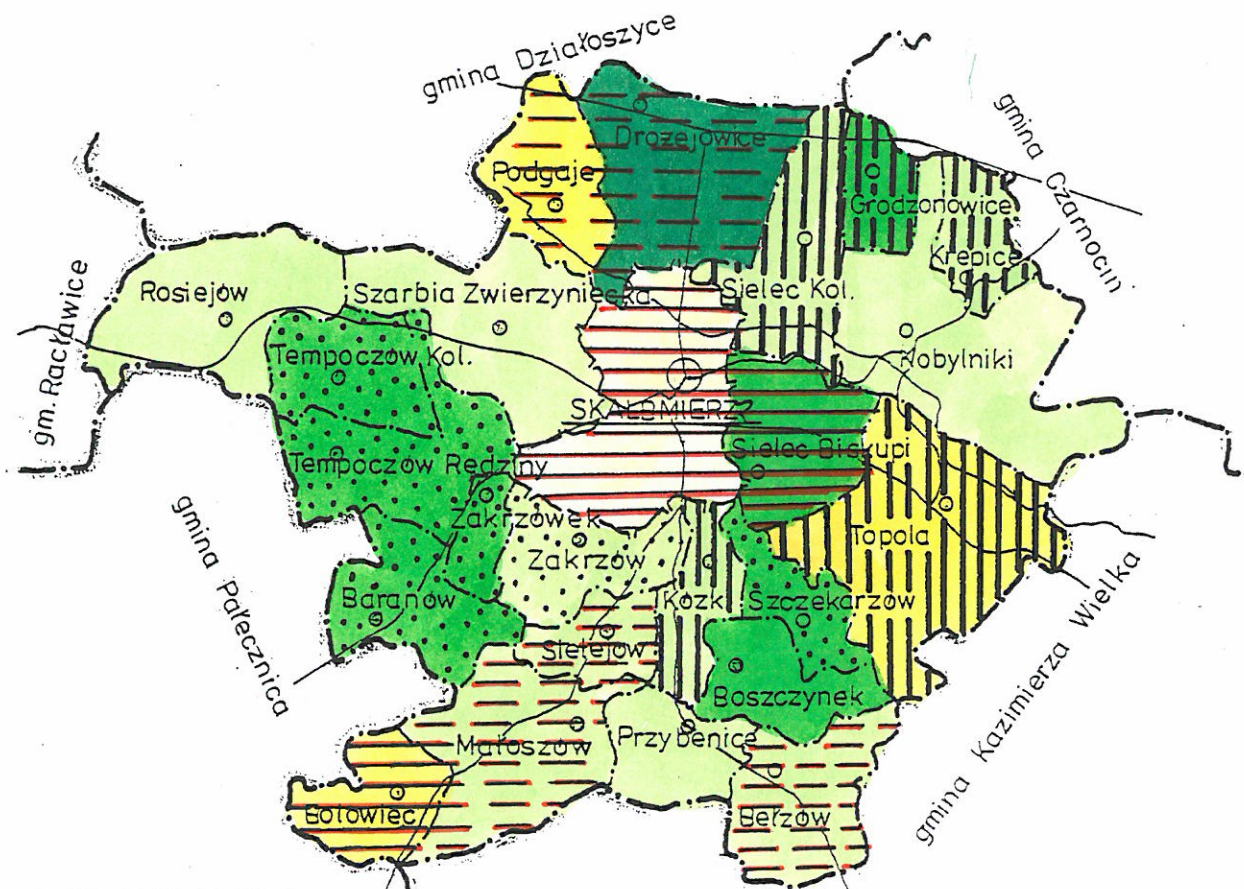 gmina Działoszyce
gmina Czarnocin
Drożejowice
Podgaje
Grodzonowice
Krępice
Rosiejów
Szarbia Zwierzyniecka
Sielec Kol.
gm. Racławice
Tempoczów Kol.
Kobylniki
SKALBMIERZ
Tempoczów Rędziny
Sielec Biskupi
Zakrzówek
Topola
Zakrzów
gmina Pałecznica
Baranów
Kózki
Szczekarzów
Sietejów
Boszczynek
gmina Kazimierza Wielka
Małoszów
Przybenice
Bełzów